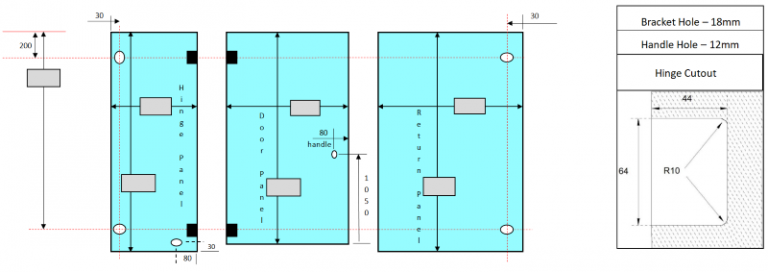 30
30
200
Hinge Panel
Door Panel
Return Panel
80
handle
1050
30
80
Bracket Hole – 18mm
Handle Hole – 12mm
Hinge Cutout
44
64
R10